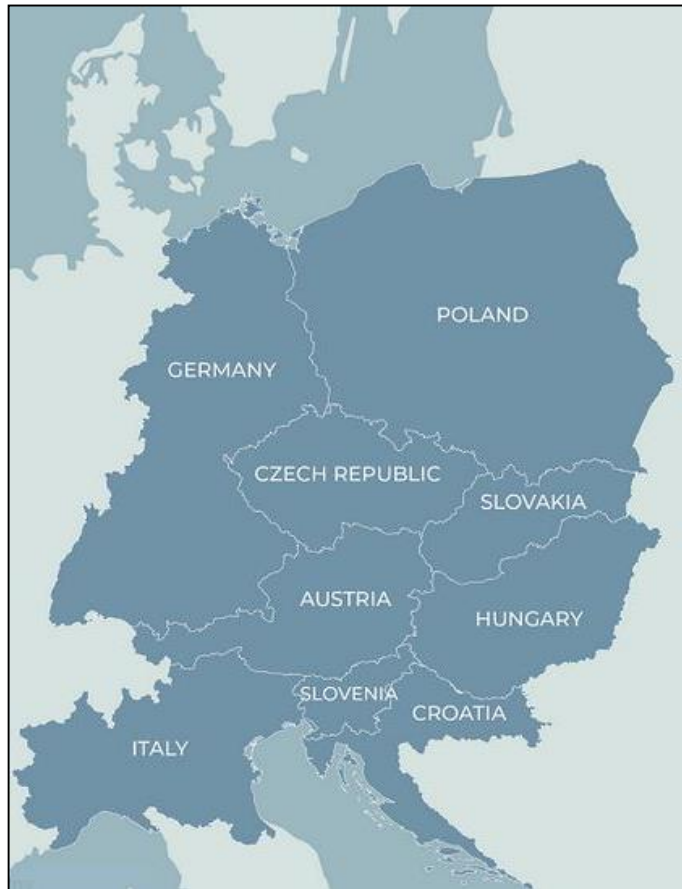 POLAND
GERMANY
CZECH REPUBLIC
SLOVAKIA
AUSTRIA
HUNGARY
SLOVENIA
CROATIA
ITALY